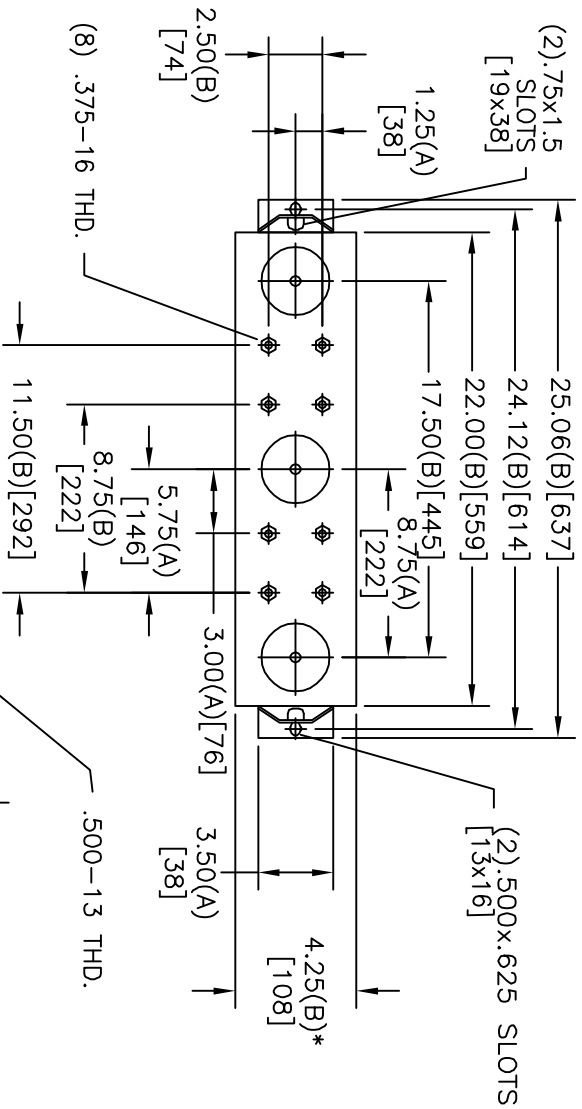 (2).75x1.5
SLOTS
[19x38]
1.25(A)
[38]
2.50(B)
[74]
(8) .375-16 THD.
25.06(B)[637]
24.12(B)[614]
22.00(B)[559]
17.50(B)[445]
8.75(A)
[222]
3.00(A)[76]
5.75(A)
[146]
8.75(B)
[222]
11.50(B)[292]
(2).500x.625 SLOTS
[13x16]
4.25(B)*
[108]
3.50(A)
[38]
.500-13 THD.